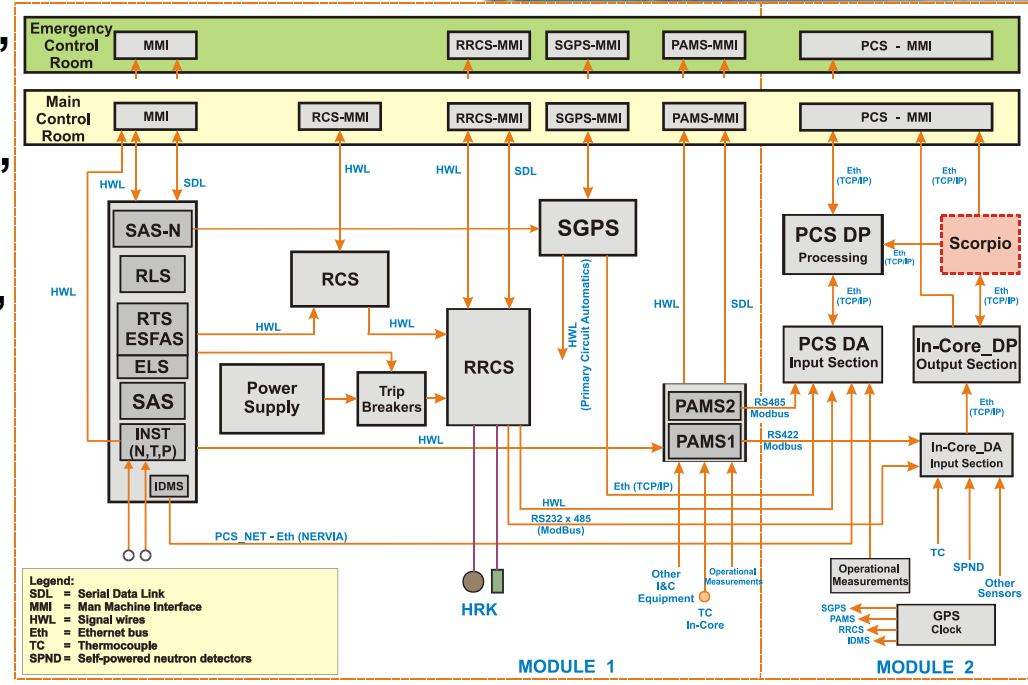 Emergency
Control
Room
MMI
RRCS-MMI
SGPS-MMI
PAMS-MMI
PCS - MMI
Main
Control
Room
MMI
RCS-MMI
RRCS-MMI
SGPS-MMI
PAMS-MMI
PCS - MMI
HWL
SDL
HWL
HWL
SDL
HWL
Eth
(TCP/IP)
Eth
(TCP/IP)
SAS-N
RLS
RTS
ESFAS
ELS
SAS
INST
(N,T,P)
IDMS
HWL
RCS
HWL
HWL
Power
Supply
Trip
Breakers
RRCS
SGPS
HWL
(Primary Circuit Automatics)
HWL
SDL
PCS DP
Processing
Eth
(TCP/IP)
Scorpio
Eth
(TCP/IP)
Eth
(TCP/IP)
PCS DA
Input Section
In-Core_DP
Output Section
PAMS2
PAMS1
RS485
Modbus
RS422
Modbus
Eth
(TCP/IP)
In-Core_DA
Input Section
HWL
Eth (TCP/IP)
HWL
RS232 x 485
(ModBus)
PCS_NET - Eth (NERVIA)
HRK
Other
I&C
Equipment
TC
In-Core
Operational
Measurements
Operational
Measurements
TC
SPND
Other
Sensors
SGPS
PAMS
RRCS
IDMS
GPS
Clock
Legend:
SDL = Serial Data Link
MMI = Man Machine Interface
HWL = Signal wires
Eth = Ethernet bus
TC = Thermocouple
SPND = Self-powered neutron detectors
MODULE 1
MODULE 2